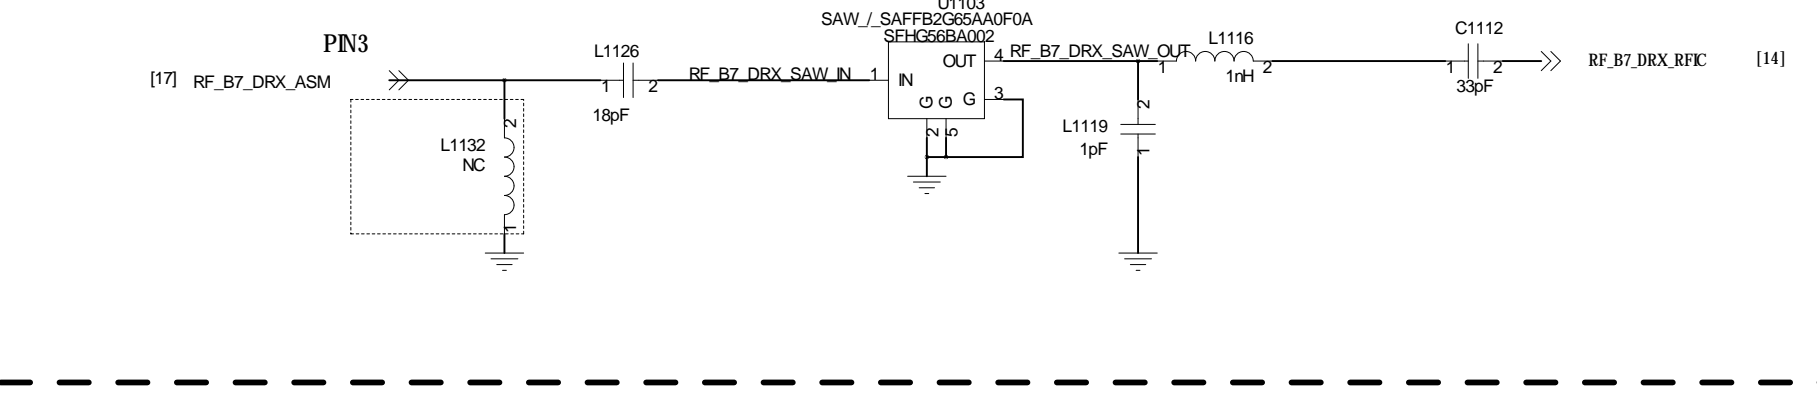 U1103
SAW_/_SAFFB2G65AA0F0A
SFHG56BA002
PIN3
[17] RF_B7_DRX_ASM
L1126
1 2
18pF
RF_B7_DRX_SAW_IN
1 IN
OUT 4
G G G 3
2 5
RF_B7_DRX_SAW_OUT
L1116
1 2
1nH
C1112
1 2
33pF
RF_B7_DRX_RFIC [14]
L1132
NC
2
1
L1119
1pF
2
1